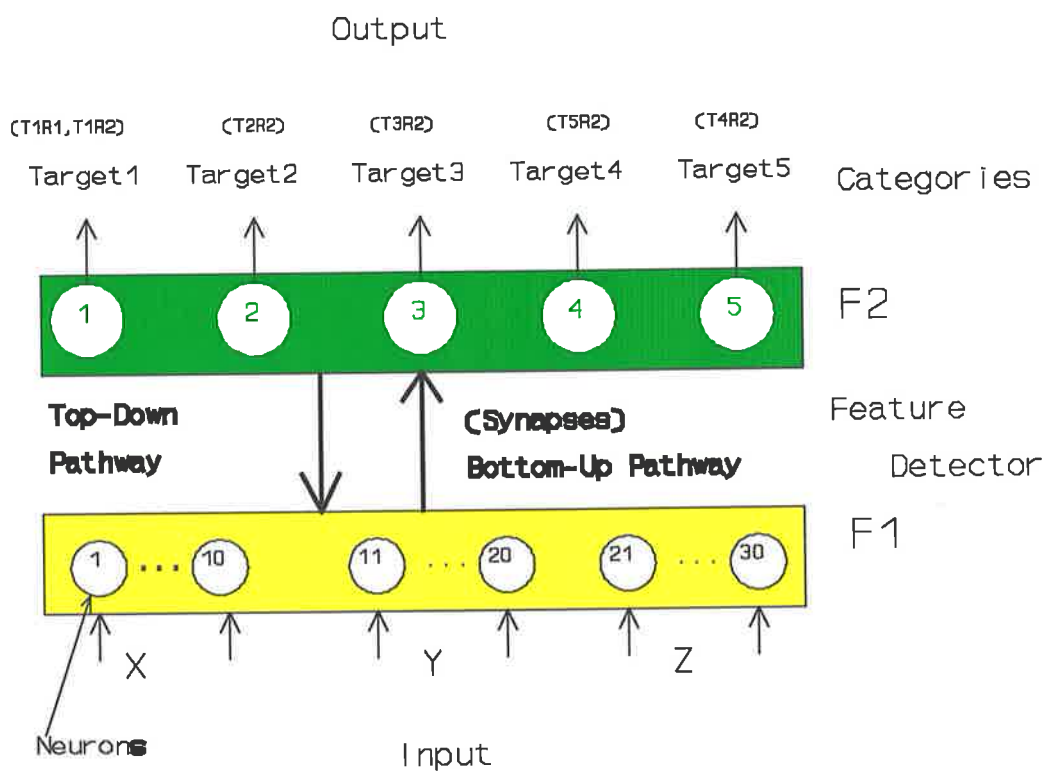 Output
(T1R1,T1R2) (T2R2) (T3R2) (T5R2) (T4R2)
Target1 Target2 Target3 Target4 Target5 Categories
1 2 3 4 5 F2
Top-Down (Synapses) Feature
Pathway Bottom-Up Pathway Detector
F1
1 ... 10 11 ... 20 21 ... 30
X Y Z
Neurons
Input